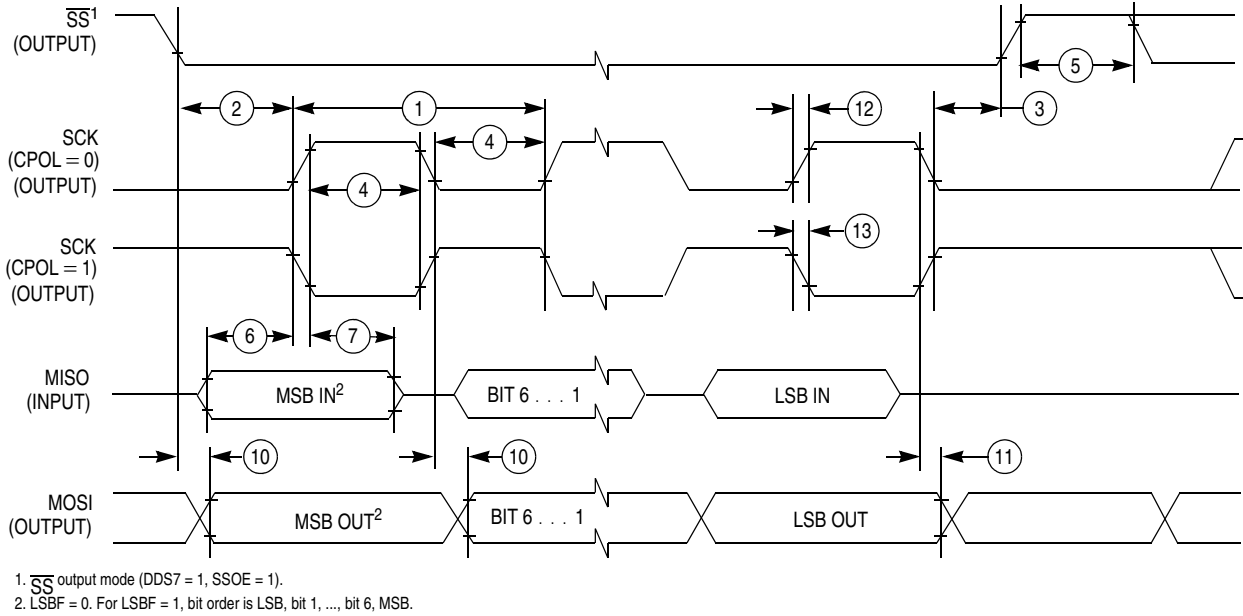 SS¹
(OUTPUT)
5
2
1
12
3
SCK
(CPOL = 0)
(OUTPUT)
4
4
SCK
(CPOL = 1)
(OUTPUT)
13
6
7
MISO
(INPUT)
MSB IN²
BIT 6 . . . 1
LSB IN
10
10
11
MOSI
(OUTPUT)
MSB OUT²
BIT 6 . . . 1
LSB OUT
1. SS output mode (DDS7 = 1, SSOE = 1).
2. LSBF = 0. For LSBF = 1, bit order is LSB, bit 1, ..., bit 6, MSB.